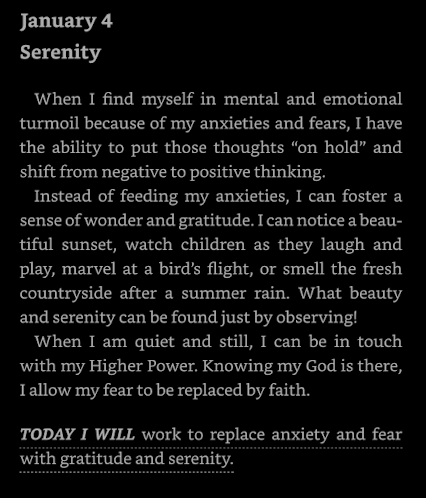 January 4
Serenity
When I find myself in mental and emotional
turmoil because of my anxieties and fears, I have
the ability to put those thoughts “on hold” and
shift from negative to positive thinking.
Instead of feeding my anxieties, I can foster a
sense of wonder and gratitude. I can notice a beau-
tiful sunset, watch children as they laugh and
play, marvel at a bird’s flight, or smell the fresh
countryside after a summer rain. What beauty
and serenity can be found just by observing!
When I am quiet and still, I can be in touch
with my Higher Power. Knowing my God is there,
I allow my fear to be replaced by faith.
TODAY I WILL work to replace anxiety and fear
with gratitude and serenity.